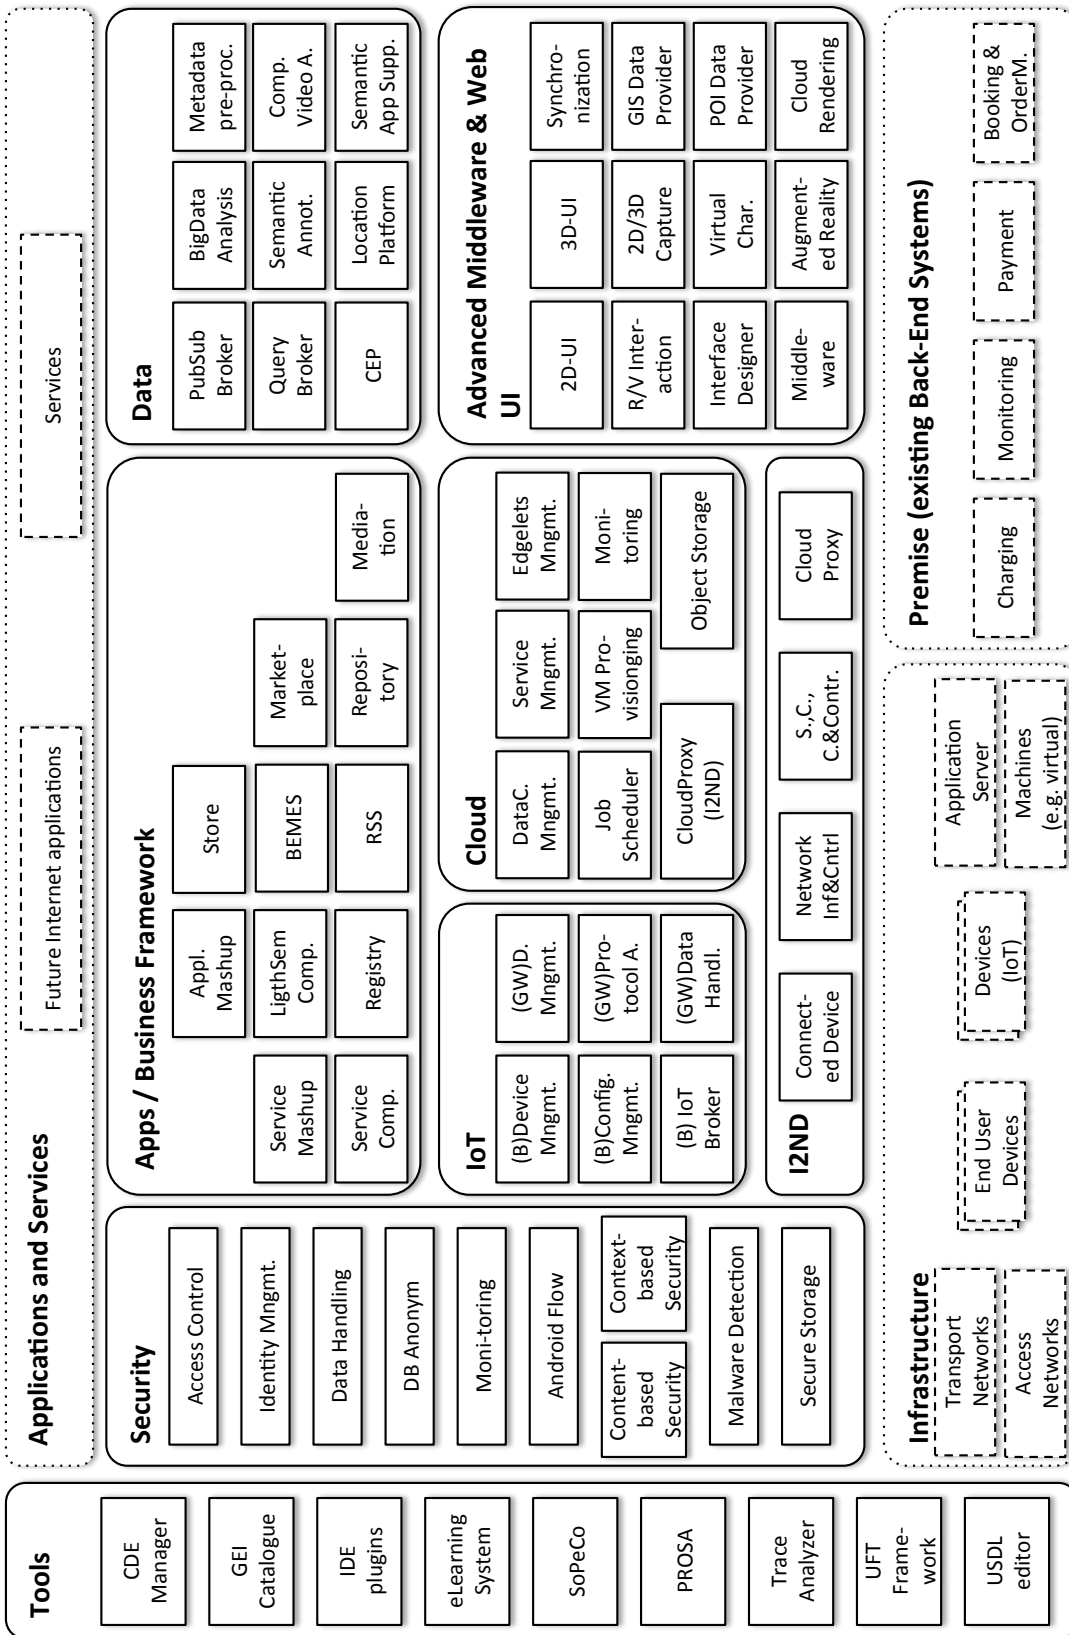 Tools
CDE
Manager
GEI
Catalogue
IDE
plugins
eLearning
System
SoPeCo
PROSA
Trace
Analyzer
UFT
Frame-
work
USDL
editor
Applications and Services
Future Internet applications
Services
Security
Access Control
Identity Mngmt.
Data Handling
DB Anonym
Moni-toring
Android Flow
Content-
based
Security
Context-
based
Security
Malware Detection
Secure Storage
Apps / Business Framework
Appl.
Mashup
Store
Service
Mashup
LigthSem
Comp.
BEMES
Market-
place
Service
Comp.
Registry
RSS
Reposi-
tory
Media-
tion
Data
PubSub
Broker
BigData
Analysis
Metadata
pre-proc.
Query
Broker
Semantic
Annot.
Comp.
Video A.
CEP
Location
Platform
Semantic
App Supp.
IoT
(B)Device
Mngmt.
(GW)D.
Mngmt.
(B)Config.
Mngmt.
(GW)Pro-
tocol A.
(B) IoT
Broker
(GW)Data
Handl.
Cloud
DataC.
Mngmt.
Service
Mngmt.
Edgelets
Mngmt.
Job
Scheduler
VM Pro-
visionging
Moni-
toring
CloudProxy
(I2ND)
Object Storage
Advanced Middleware & Web
UI
2D-UI
3D-UI
Synchro-
nization
R/V Inter-
action
2D/3D
Capture
GIS Data
Provider
Interface
Designer
Virtual
Char.
POI Data
Provider
Middle-
ware
Augment-
ed Reality
Cloud
Rendering
I2ND
Connect-
ed Device
Network
Inf&Cntrl
S.,C.,
C.&Contr.
Cloud
Proxy
Infrastructure
Transport
Networks
Access
Networks
End User
Devices
Devices
(IoT)
Application
Server
Machines
(e.g. virtual)
Premise (existing Back-End Systems)
Charging
Monitoring
Payment
Booking &
OrderM.